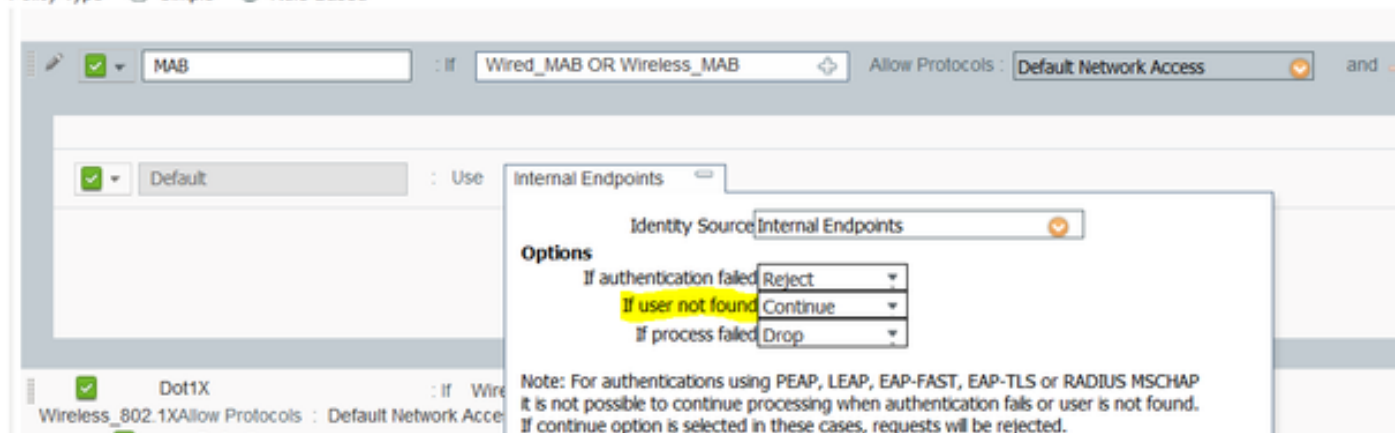 MAB : If Wired_MAB OR Wireless_MAB Allow Protocols : Default Network Access and
Default : Use Internal Endpoints
Identity Source Internal Endpoints
Options
If authentication failed Reject
If user not found Continue
If process failed Drop
Note: For authentications using PEAP, LEAP, EAP-FAST, EAP-TLS or RADIUS MSCHAP
it is not possible to continue processing when authentication fails or user is not found.
If continue option is selected in these cases, requests will be rejected.
Dot1X : If Wire
Wireless_802.1XAllow Protocols : Default Network Acce